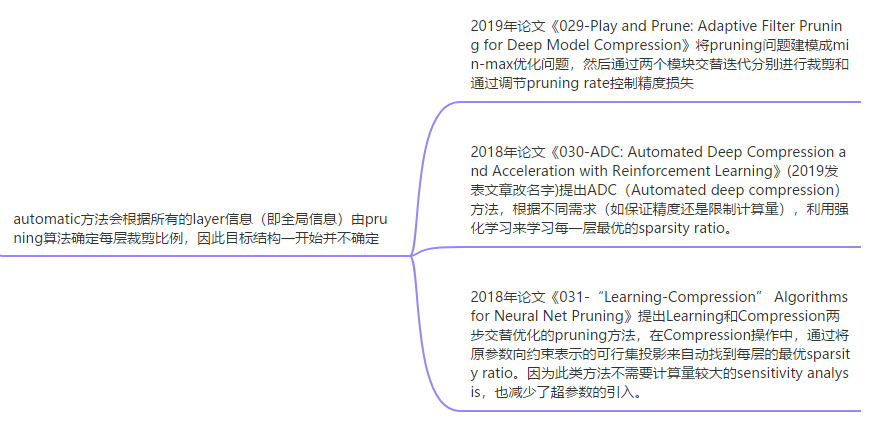 automatic方法会根据所有的layer信息（即全局信息）由pru
ning算法确定每层裁剪比例，因此目标结构一开始并不确定
2019年论文《029-Play and Prune: Adaptive Filter Prunin
g for Deep Model Compression》将pruning问题建模成mi
n-max优化问题，然后通过两个模块交替迭代分别进行裁剪和
通过调节pruning rate控制精度损失
2018年论文《030-ADC: Automated Deep Compression a
nd Acceleration with Reinforcement Learning》(2019发
表文章改名字)提出ADC（Automated deep compression）
方法，根据不同需求（如保证精度还是限制计算量），利用强
化学习来学习每一层最优的sparsity ratio。
2018年论文《031-“Learning-Compression” Algorithms
for Neural Net Pruning》提出Learning和Compression两
步交替优化的pruning方法，在Compression操作中，通过将
原参数向约束表示的可行集投影来自动找到每层的最优sparsit
y ratio。因为此类方法不需要计算量较大的sensitivity analys
is，也减少了超参数的引入。